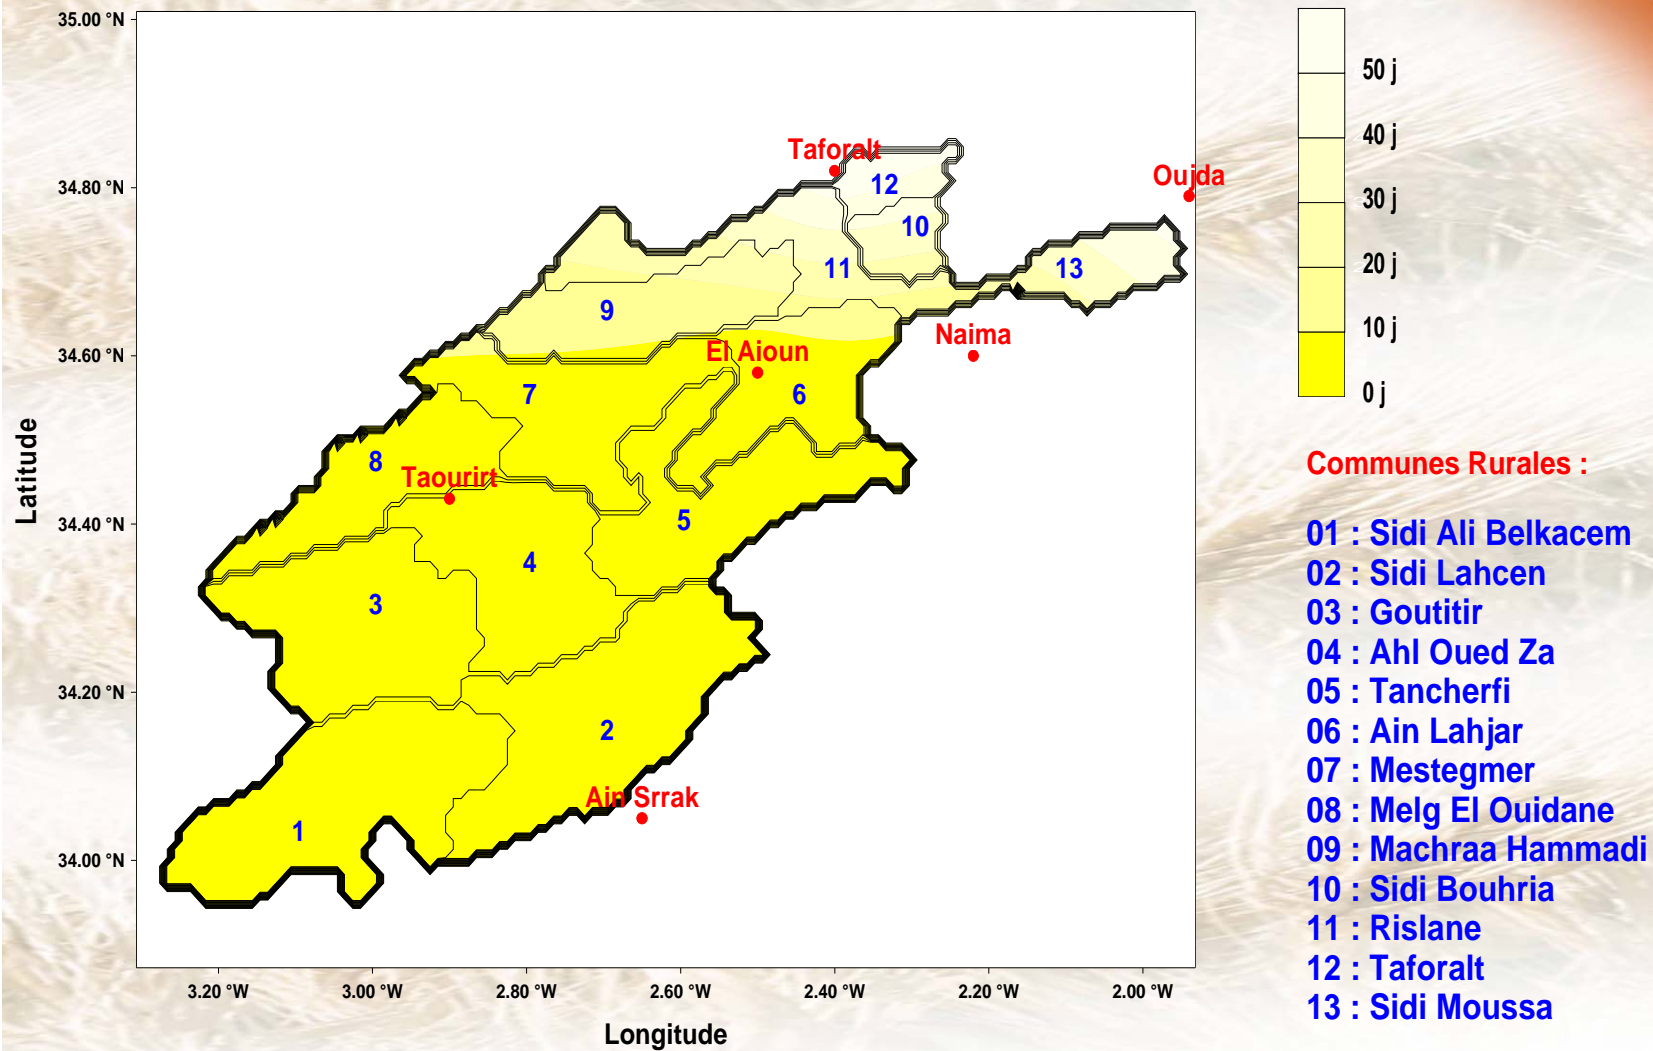 35.00 °N
34.80 °N
34.60 °N
34.40 °N
34.20 °N
34.00 °N
Latitude
3.20 °W
3.00 °W
2.80 °W
2.60 °W
2.40 °W
2.20 °W
2.00 °W
Longitude
Taforalt
12
Oujda
10
11
13
9
Naima
El Aioun
7
6
8
Taourirt
5
4
3
2
Ain Srrak
1
50 j
40 j
30 j
20 j
10 j
0 j
Communes Rurales :
01 : Sidi Ali Belkacem
02 : Sidi Lahcen
03 : Goutitir
04 : Ahl Oued Za
05 : Tancherfi
06 : Ain Lahjar
07 : Mestegmer
08 : Melg El Ouidane
09 : Machraa Hammadi
10 : Sidi Bouhria
11 : Rislane
12 : Taforalt
13 : Sidi Moussa